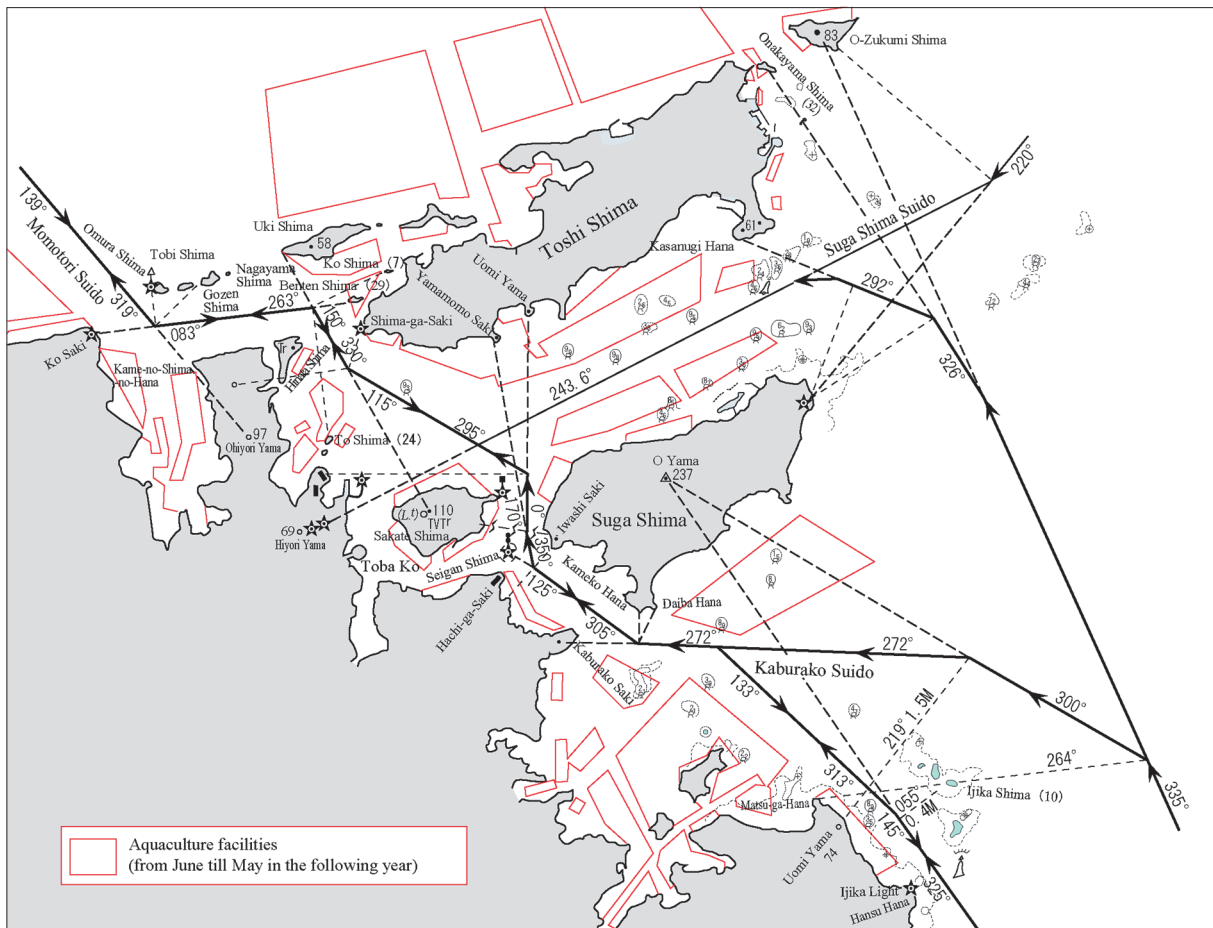 83
O-Zukumi Shima
Onakayama Shima
(32)
220°
139°
Momotori Suido
319°
Omura Shima
Tobi Shima
Uki Shima
58
Nagayama
Shima
Gozen
Shima
Ko Shima (7)
Benten Shima (29)
263°
083°
Toshi Shima
61
Kasanugi Hana
Suga Shima Suido
Uomi Yama
Yamamomo Saki
Shima-ga-Saki
150°
330°
292°
326°
Ko Saki
Kame-no-Shima
-no-Hana
Tr
Hinata Shima
115°
295°
243.6°
97
Ohiyori Yama
To Shima (24)
O Yama
237
Iwashi Saki
Suga Shima
(Lt)
110
TVTr
Sakate Shima
69
Hiyori Yama
170°
0°
350°
Toba Ko
Seigan Shima
125°
Kameko Hana
Hachi-ga-Saki
305°
Daiba Hana
272°
272°
Kaburako Suido
Kaburako Saki
133°
219° 1.5M
300°
264°
313°
055°
0.4M
145°
Ijika Shima (10)
335°
Matsu-ga-Hana
Uomi Yama
74
Ijika Light
Hansu Hana
325°
Aquaculture facilities
(from June till May in the following year)